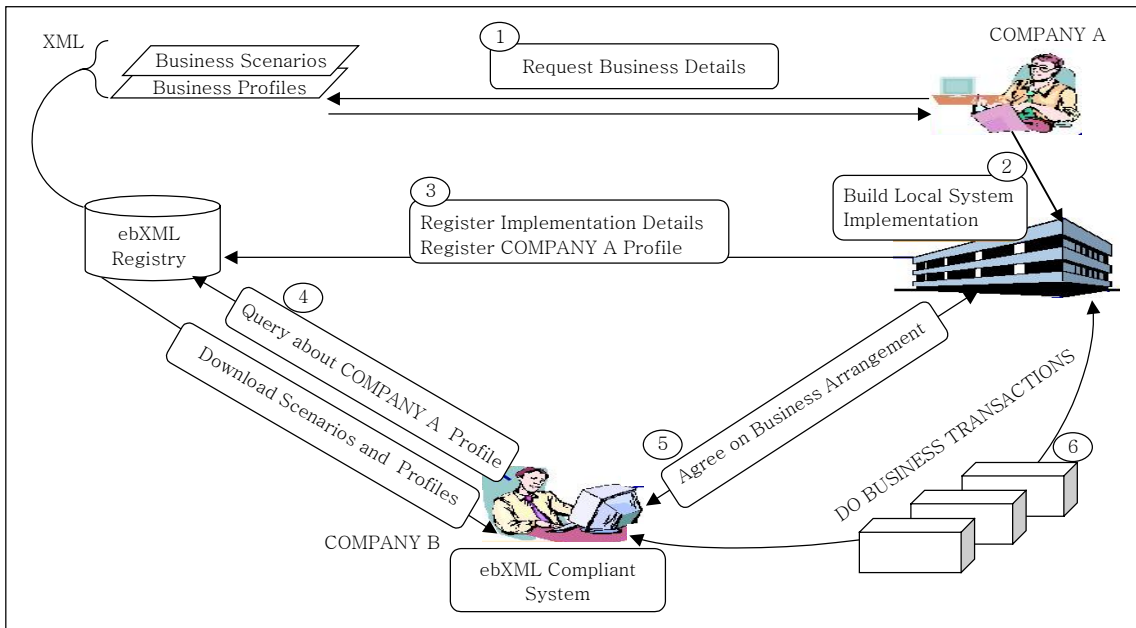 XML
Business Scenarios
Business Profiles
1
Request Business Details
COMPANY A
2
Build Local System
Implementation
3
Register Implementation Details
Register COMPANY A Profile
ebXML
Registry
4
Query about COMPANY A Profile
Download Scenarios and Profiles
5
Agree on Business Arrangement
DO BUSINESS TRANSACTIONS
6
COMPANY B
ebXML Compliant
System